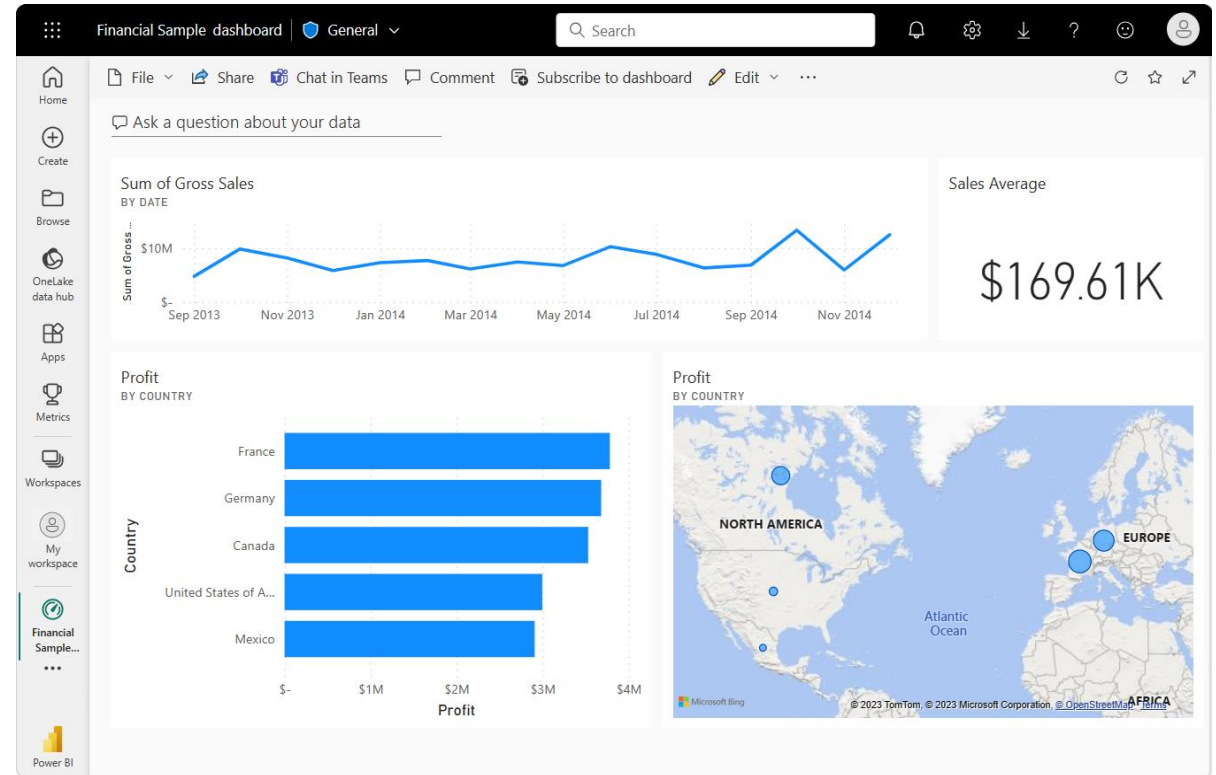 Financial Sample dashboard General
Search
File Share Chat in Teams Comment Subscribe to dashboard Edit
Home
Create
Browse
OneLake
data hub
Apps
Metrics
Workspaces
My
workspace
Financial
Sample...
Power BI
Ask a question about your data
Sum of Gross Sales
BY DATE
Sum of Gross ...
$10M
$-
Sep 2013 Nov 2013 Jan 2014 Mar 2014 May 2014 Jul 2014 Sep 2014 Nov 2014
Sales Average
$169.61K
Profit
BY COUNTRY
Country
France
Germany
Canada
United States of A...
Mexico
$- $1M $2M $3M $4M
Profit
Profit
BY COUNTRY
NORTH AMERICA
EUROPE
Atlantic
Ocean
AFRICA
Microsoft Bing
© 2023 TomTom, © 2023 Microsoft Corporation, © OpenStreetMap Terms